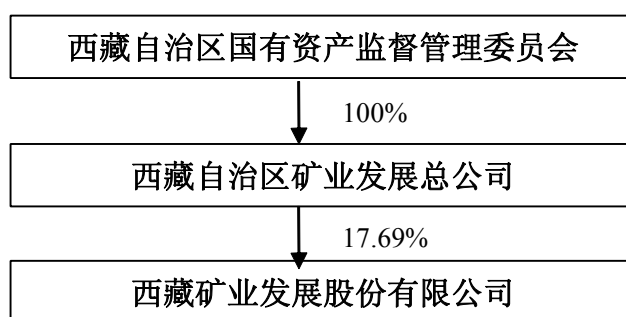 西藏自治区国有资产监督管理委员会
100%
西藏自治区矿业发展总公司
17.69%
西藏矿业发展股份有限公司